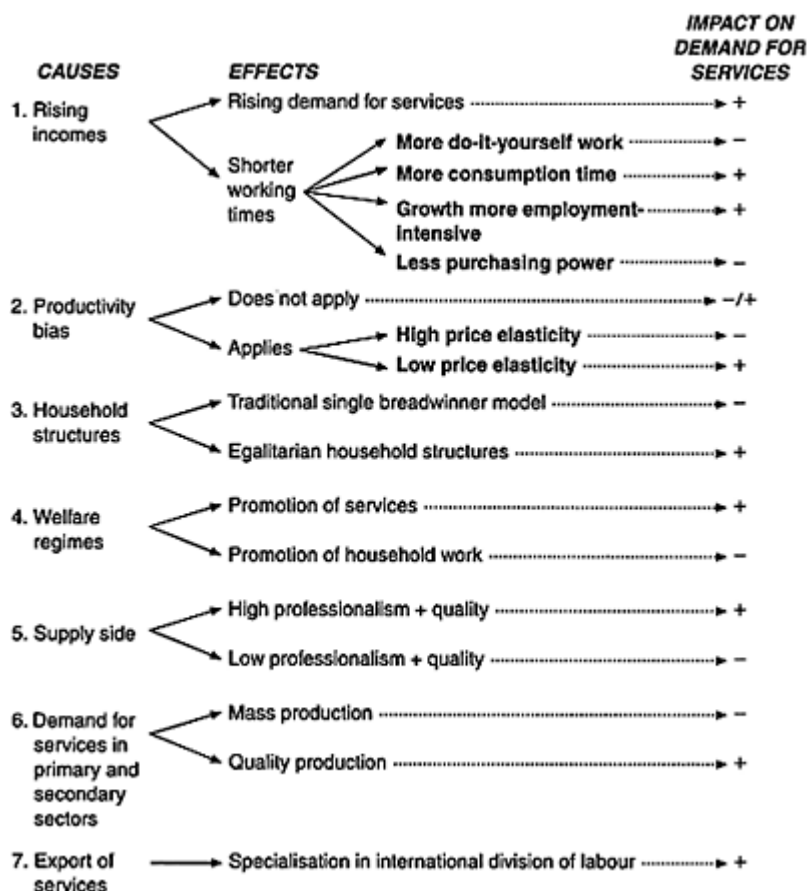 IMPACT ON
DEMAND FOR
SERVICES
CAUSES
EFFECTS
1. Rising
incomes
Rising demand for services
+
Shorter
working
times
More do-it-yourself work
–
More consumption time
+
Growth more employment-
intensive
+
Less purchasing power
–
2. Productivity
bias
Does not apply
–/+
Applies
High price elasticity
–
Low price elasticity
+
3. Household
structures
Traditional single breadwinner model
–
Egalitarian household structures
+
4. Welfare
regimes
Promotion of services
+
Promotion of household work
–
5. Supply side
High professionalism + quality
+
Low professionalism + quality
–
6. Demand for
services in
primary and
secondary
sectors
Mass production
–
Quality production
+
7. Export of
services
Specialisation in international division of labour
+